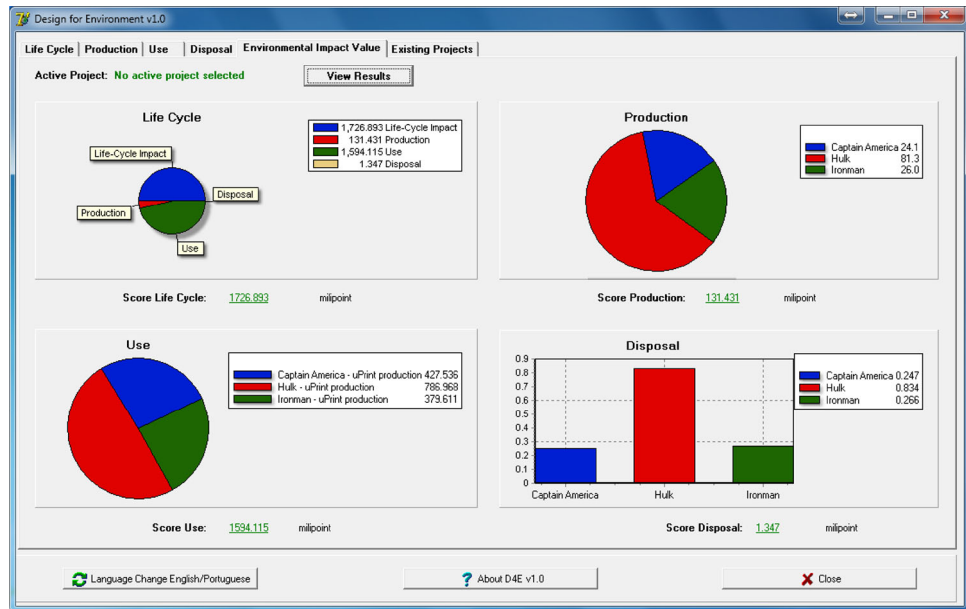 Design for Environment v1.0
Life Cycle Production Use Disposal Environmental Impact Value Existing Projects
Active Project: No active project selected View Results
Life Cycle
1,726.893 Life-Cycle Impact
131.431 Production
1,594.115 Use
1.347 Disposal
Life-Cycle Impact
Disposal
Production
Use
Score Life Cycle: 1726.893 milipoint
Production
Captain America 24.1
Hulk 81.3
Ironman 26.0
Score Production: 131.431 milipoint
Use
Captain America - uPrint production 427.536
Hulk - uPrint production 786.968
Ironman - uPrint production 379.611
Score Use: 1594.115 milipoint
Disposal
0.9
0.8
0.7
0.6
0.5
0.4
0.3
0.2
0.1
0
Captain America Hulk Ironman
Captain America 0.247
Hulk 0.834
Ironman 0.266
Score Disposal: 1.347 milipoint
Language Change English/Portuguese ? About D4E v1.0 Close